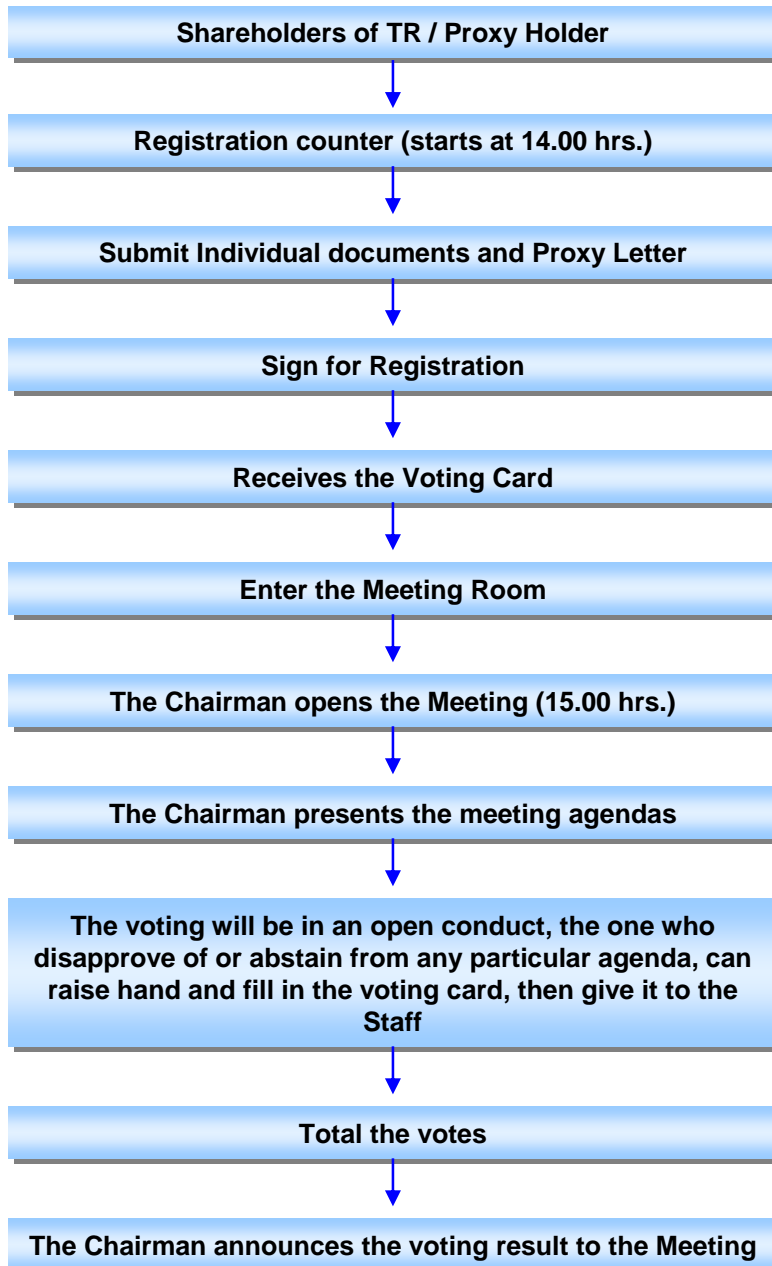 Shareholders of TR / Proxy Holder
Registration counter (starts at 14.00 hrs.)
Submit Individual documents and Proxy Letter
Sign for Registration
Receives the Voting Card
Enter the Meeting Room
The Chairman opens the Meeting (15.00 hrs.)
The Chairman presents the meeting agendas
The voting will be in an open conduct, the one who
disapprove of or abstain from any particular agenda, can
raise hand and fill in the voting card, then give it to the
Staff
Total the votes
The Chairman announces the voting result to the Meeting